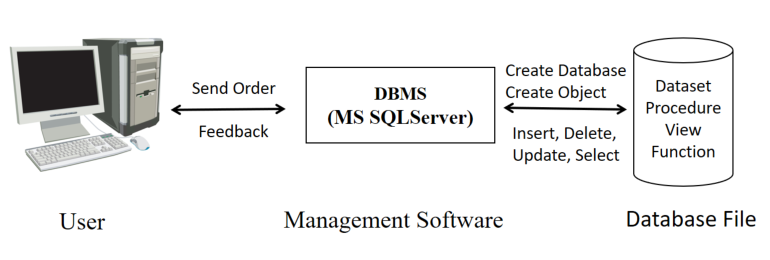 Send Order
Feedback
DBMS
(MS SQLServer)
Create Database
Create Object
Insert, Delete,
Update, Select
Dataset
Procedure
View
Function
User
Management Software
Database File